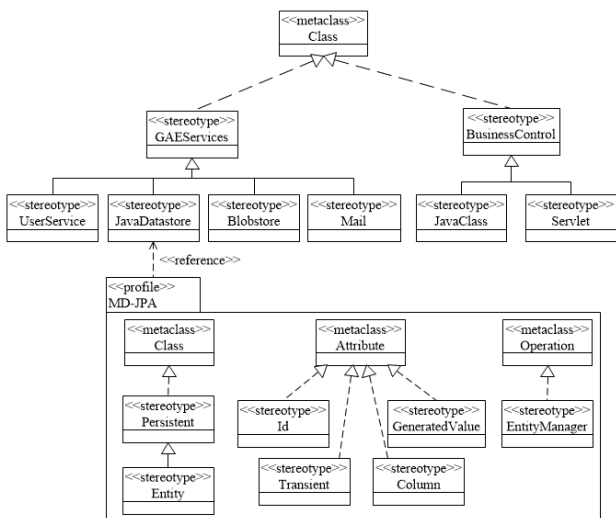 <<metaclass>>
Class
<<stereotype>>
GAEServices
<<stereotype>>
BusinessControl
<<stereotype>>
UserService
<<stereotype>>
JavaDatastore
<<stereotype>>
Blobstore
<<stereotype>>
Mail
<<stereotype>>
JavaClass
<<stereotype>>
Servlet
<<reference>>
<<profile>>
MD-JPA
<<metaclass>>
Class
<<metaclass>>
Attribute
<<metaclass>>
Operation
<<stereotype>>
Persistent
<<stereotype>>
Id
<<stereotype>>
GeneratedValue
<<stereotype>>
EntityManager
<<stereotype>>
Entity
<<stereotype>>
Transient
<<stereotype>>
Column